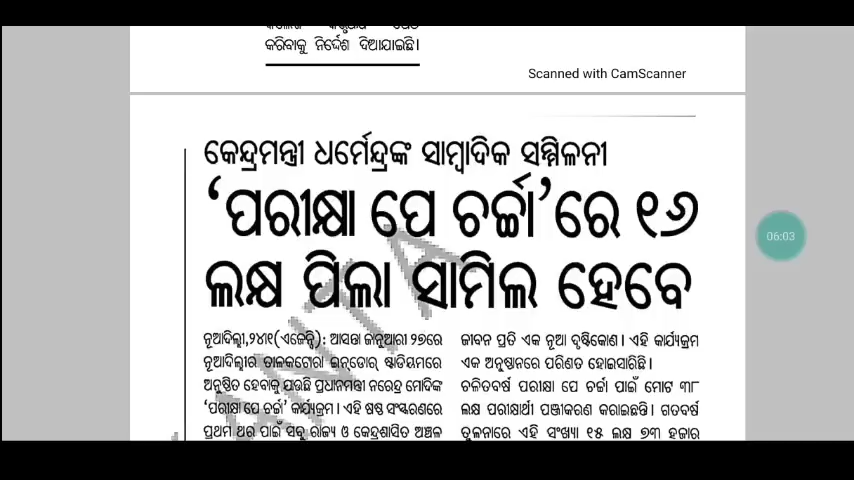 କରିବାକୁ ନିର୍ଦ୍ଦେଶ ଦିଆଯାଇଛି।
Scanned with CamScanner
କେନ୍ଦ୍ରମନ୍ତ୍ରୀ ଧର୍ମେନ୍ଦ୍ରଙ୍କ ସାମ୍ବାଦିକ ସମ୍ମିଳନୀ
‘ପରୀକ୍ଷା ପେ ଚର୍ଚ୍ଚା’ରେ ୧୬
ଲକ୍ଷ ପିଲା ସାମିଲ ହେବେ
06:03
ନୂଆଦିଲ୍ଲୀ,୨୪।୧(ଏଜେନ୍ସି): ଆସନ୍ତା ଜାନୁଆରୀ ୨୭ରେ
ନୂଆଦିଲ୍ଲୀର ତାଲକଟୋରା ଇନ୍‌ଡୋର୍ ଷ୍ଟାଡିୟମରେ
ଅନୁଷ୍ଠିତ ହେବାକୁ ଯାଉଛି ପ୍ରଧାନମନ୍ତ୍ରୀ ନରେନ୍ଦ୍ର ମୋଦିଙ୍କ
‘ପରୀକ୍ଷା ପେ ଚର୍ଚ୍ଚା’ କାର୍ଯ୍ୟକ୍ରମ। ଏହି ଷଷ୍ଠ ସଂସ୍କରଣରେ
ପ୍ରଥମ ଥର ପାଇଁ ସବୁ ରାଜ୍ୟ ଓ କେନ୍ଦ୍ରଶାସିତ ଅଞ୍ଚଳ
ଜୀବନ ପ୍ରତି ଏକ ନୂଆ ଦୃଷ୍ଟିକୋଣ। ଏହି କାର୍ଯ୍ୟକ୍ରମ
ଏକ ଅନୁଷ୍ଠାନରେ ପରିଣତ ହୋଇସାରିଛି।
ଚଳିତବର୍ଷ ପରୀକ୍ଷା ପେ ଚର୍ଚ୍ଚା ପାଇଁ ମୋଟ ୩୮
ଲକ୍ଷ ପରୀକ୍ଷାର୍ଥୀ ପଞ୍ଜୀକରଣ କରାଇଛନ୍ତି। ଗତବର୍ଷ
ତୁଳନାରେ ଏହି ସଂଖ୍ୟା ୧୫ ଲକ୍ଷ ୭୩ ହଜାର